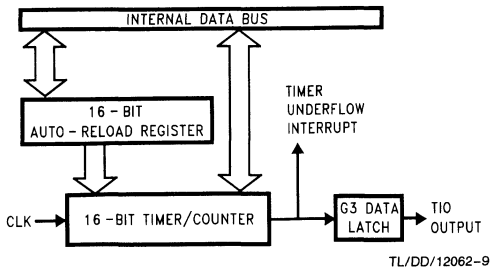 INTERNAL DATA BUS
16 - BIT
AUTO - RELOAD REGISTER
TIMER
UNDERFLOW
INTERRUPT
CLK
16 - BIT TIMER/COUNTER
G3 DATA
LATCH
TIO
OUTPUT
TL/DD/12062-9